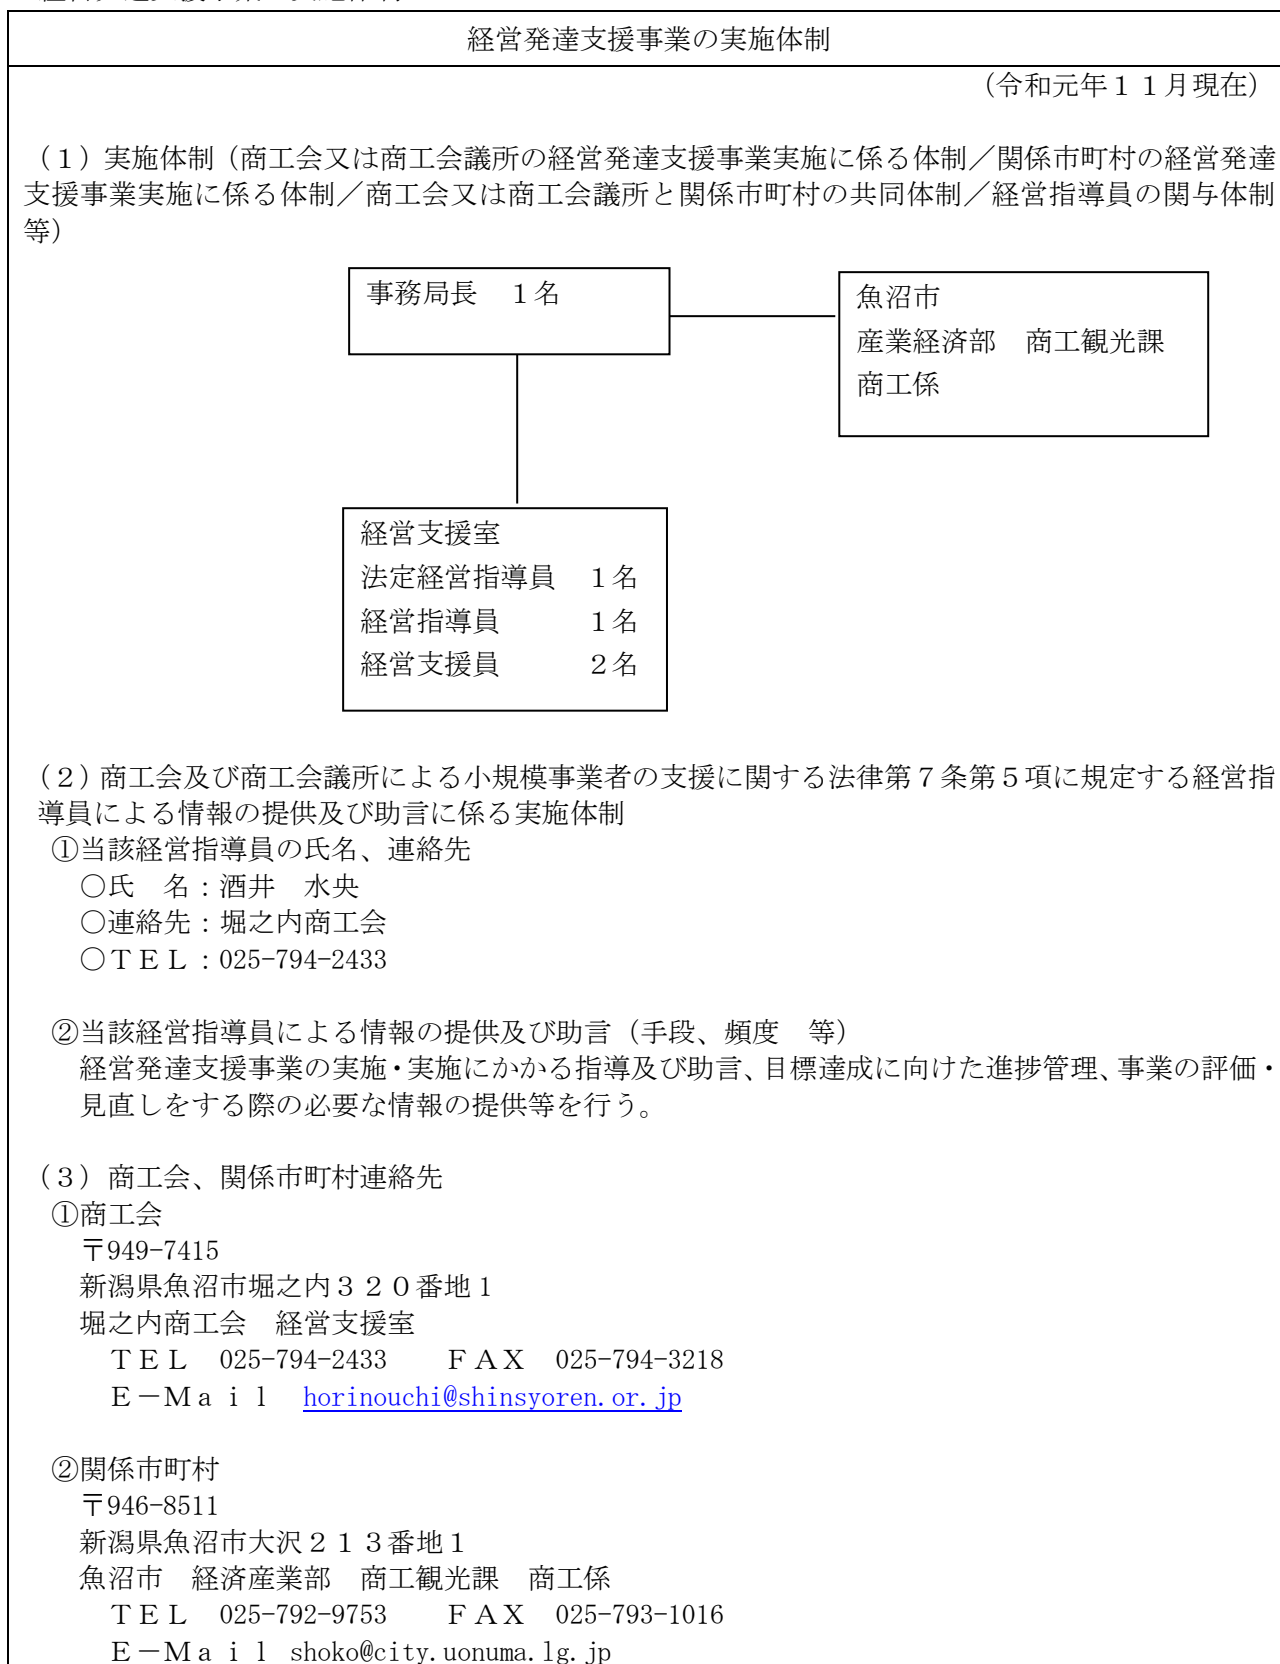 経営発達支援事業の実施体制
（令和元年１１月現在）
（１）実施体制（商工会又は商工会議所の経営発達支援事業実施に係る体制／関係市町村の経営発達
支援事業実施に係る体制／商工会又は商工会議所と関係市町村の共同体制／経営指導員の関与体制
等）
事務局長　１名
魚沼市
産業経済部　商工観光課
商工係
経営支援室
法定経営指導員　１名
経営指導員　　　１名
経営支援員　　　２名
（２）商工会及び商工会議所による小規模事業者の支援に関する法律第７条第５項に規定する経営指
導員による情報の提供及び助言に係る実施体制
①当該経営指導員の氏名、連絡先
○氏　名：酒井　水央
○連絡先：堀之内商工会
○ＴＥＬ：025-794-2433
②当該経営指導員による情報の提供及び助言（手段、頻度　等）
経営発達支援事業の実施・実施にかかる指導及び助言、目標達成に向けた進捗管理、事業の評価・
見直しをする際の必要な情報の提供等を行う。
（３）商工会、関係市町村連絡先
①商工会
〒949-7415
新潟県魚沼市堀之内３２０番地１
堀之内商工会　経営支援室
ＴＥＬ　025-794-2433　　ＦＡＸ　025-794-3218
Ｅ－Ｍａｉｌ　horinouchi@shinsyoren.or.jp
②関係市町村
〒946-8511
新潟県魚沼市大沢２１３番地１
魚沼市　経済産業部　商工観光課　商工係
ＴＥＬ　025-792-9753　　ＦＡＸ　025-793-1016
Ｅ－Ｍａｉｌ shoko@city.uonuma.lg.jp